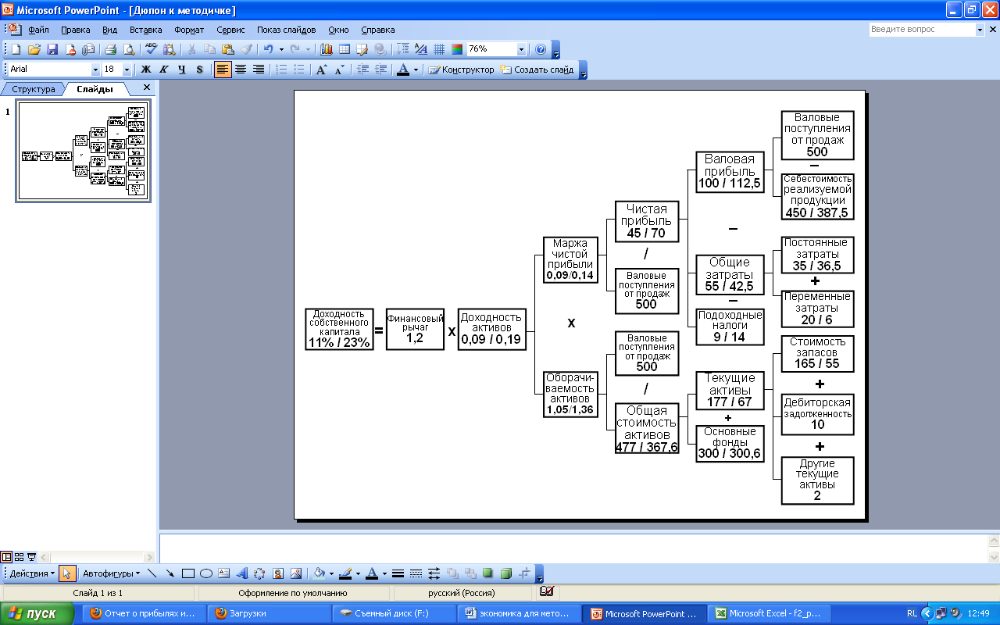 Microsoft PowerPoint - [Дюпон к методичке]
Файл Правка Вид Вставка Формат Сервис Показ слайдов Окно Справка
Введите вопрос
76%
Arial 18 Ж К Ч S Конструктор Создать слайд
Структура Слайды
1
Валовые
поступления
от продаж
500
–
Себестоимость
реализуемой
продукции
450 / 387,5
Валовая
прибыль
100 / 112,5
–
Чистая
прибыль
45 / 70
/
Валовые
поступления
от продаж
500
Маржа
чистой
прибыли
0,09/0,14
Постоянные
затраты
35 / 36,5
+
Переменные
затраты
20 / 6
Общие
затраты
55 / 42,5
–
Подоходные
налоги
9 / 14
Доходность
собственного
капитала
11% / 23%
=
Финансовый
рычаг
1,2
х
Доходность
активов
0,09 / 0,19
х
Валовые
поступления
от продаж
500
/
Общая
стоимость
активов
477 / 367,6
Оборачи-
ваемость
активов
1,05/1,36
Текущие
активы
177 / 67
+
Основные
фонды
300 / 300,6
Стоимость
запасов
165 / 55
+
Дебиторская
задолженность
10
+
Другие
текущие
активы
2
Действия Автофигуры
Слайд 1 из 1 Оформление по умолчанию русский (Россия)
пуск Отчет о прибылях и... Загрузки Съемный диск (F:) экономика для мето... Microsoft PowerPoint ... Microsoft Excel - f2_p... RL 12:49